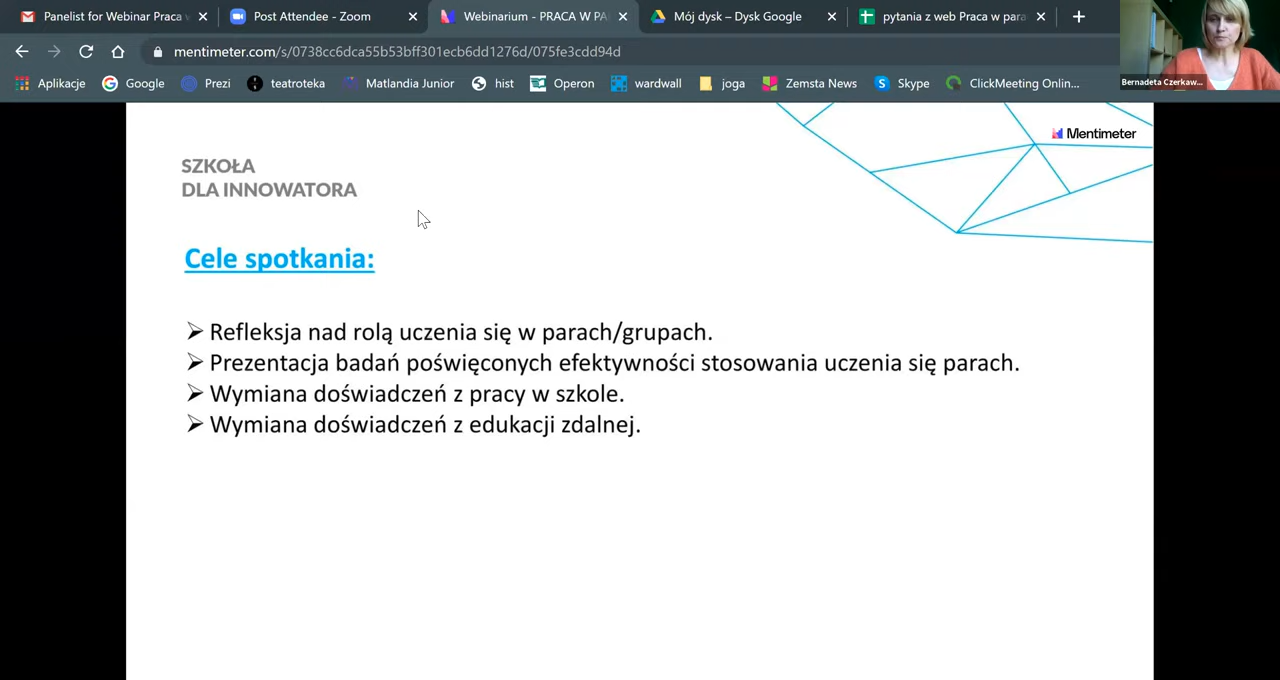 Panelist for Webinar Praca w
Post Attendee - Zoom
Webinarium - PRACA W PA
Mój dysk – Dysk Google
pytania z web Praca w para
mentimeter.com/s/0738cc6dca55b53bff301ecb6dd1276d/075fe3cdd94d
Aplikacje
Google
Prezi
teatroteka
Matlandia Junior
hist
Operon
wardwall
joga
Zemsta News
Skype
ClickMeeting Onlin...
Bernadeta Czerkaw...
Mentimeter
SZKOŁA
DLA INNOWATORA
Cele spotkania:
➢ Refleksja nad rolą uczenia się w parach/grupach.
➢ Prezentacja badań poświęconych efektywności stosowania uczenia się parach.
➢ Wymiana doświadczeń z pracy w szkole.
➢ Wymiana doświadczeń z edukacji zdalnej.